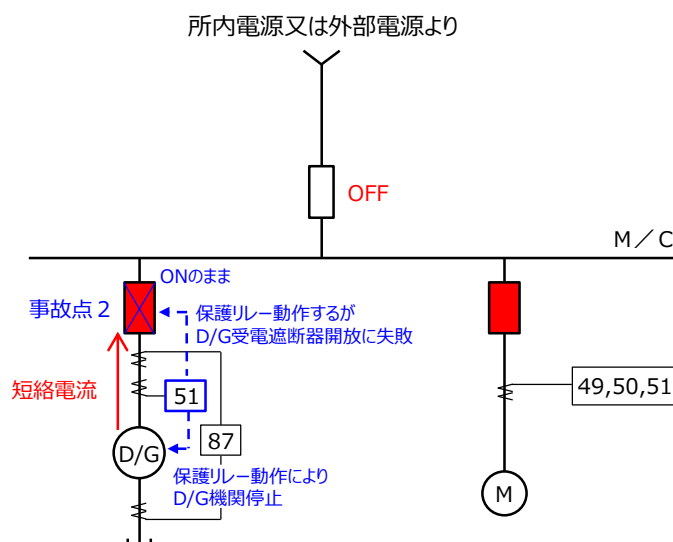 所内電源又は外部電源より
OFF
M／C
ONのまま
事故点２
保護リレー動作するが
D/G受電遮断器開放に失敗
短絡電流
51
49,50,51
87
D/G
保護リレー動作により
D/G機関停止
M